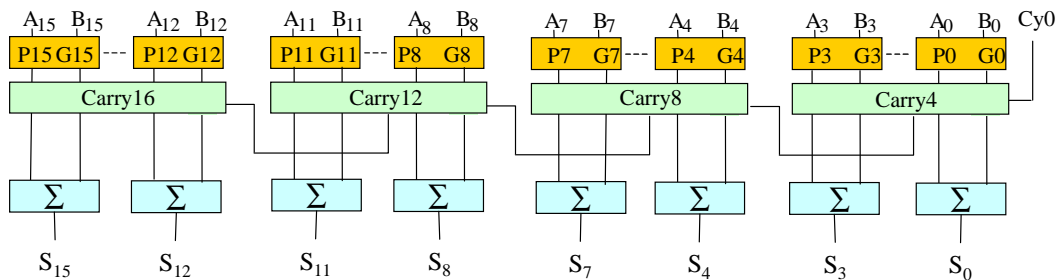 A15 B15 A12 B12 A11 B11 A8 B8 A7 B7 A4 B4 A3 B3 A0 B0 Cy0
P15 G15 ---- P12 G12 P11 G11 ---- P8 G8 P7 G7 ---- P4 G4 P3 G3 ---- P0 G0
Carry16 Carry12 Carry8 Carry4
Σ Σ Σ Σ Σ Σ Σ Σ
S15 S12 S11 S8 S7 S4 S3 S0